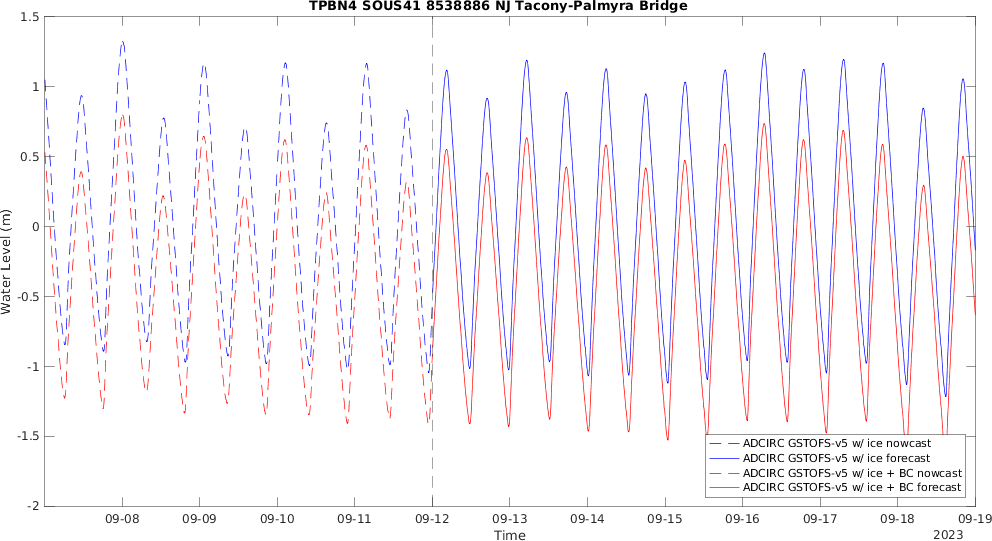 TPBN4 SOUS41 8538886 NJ Tacony-Palmyra Bridge
1.5
1
0.5
0
-0.5
-1
-1.5
-2
Water Level (m)
ADCIRC GSTOFS-v5 w/ ice nowcast
ADCIRC GSTOFS-v5 w/ ice forecast
ADCIRC GSTOFS-v5 w/ ice + BC nowcast
ADCIRC GSTOFS-v5 w/ ice + BC forecast
09-08 09-09 09-10 09-11 09-12 09-13 09-14 09-15 09-16 09-17 09-18 09-19
Time
2023